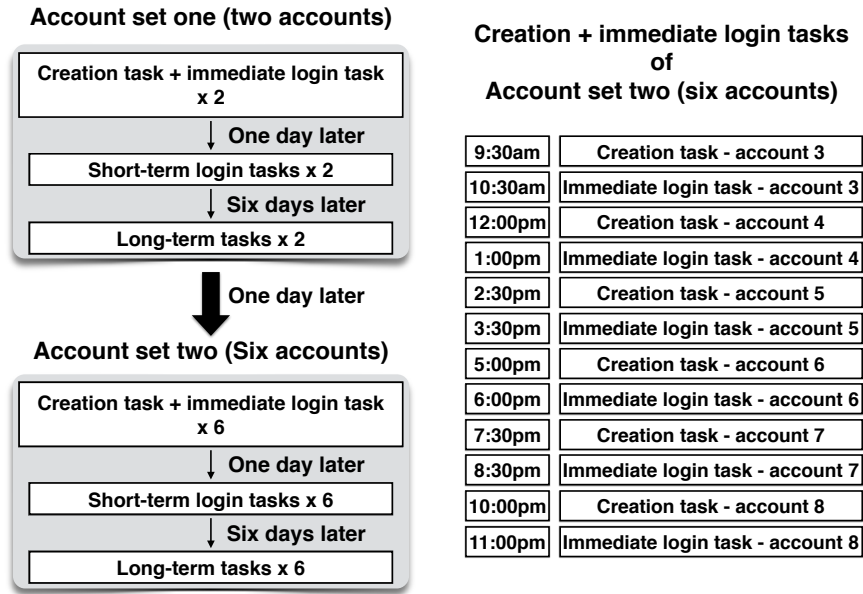 Account set one (two accounts)
Creation task + immediate login task
x 2
One day later
Short-term login tasks x 2
Six days later
Long-term tasks x 2
One day later
Account set two (Six accounts)
Creation task + immediate login task
x 6
One day later
Short-term login tasks x 6
Six days later
Long-term tasks x 6
Creation + immediate login tasks
of
Account set two (six accounts)
9:30am Creation task - account 3
10:30am Immediate login task - account 3
12:00pm Creation task - account 4
1:00pm Immediate login task - account 4
2:30pm Creation task - account 5
3:30pm Immediate login task - account 5
5:00pm Creation task - account 6
6:00pm Immediate login task - account 6
7:30pm Creation task - account 7
8:30pm Immediate login task - account 7
10:00pm Creation task - account 8
11:00pm Immediate login task - account 8